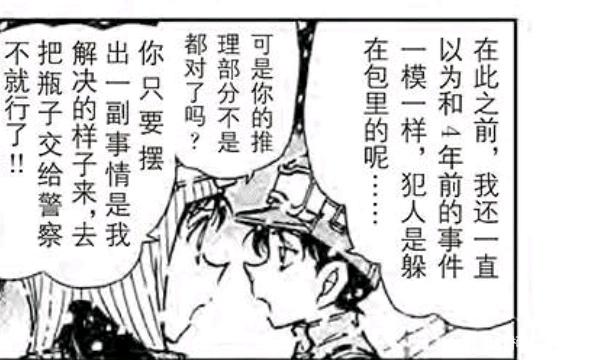 在此之前，我还一直
以为和4年前的事件
一模一样，犯人是躲
在包里的呢……
可是你的推
理部分不是
都对了吗？
你只要摆
出一副事情是我
解决的样子来，去
把瓶子交给警察
不就行了!!